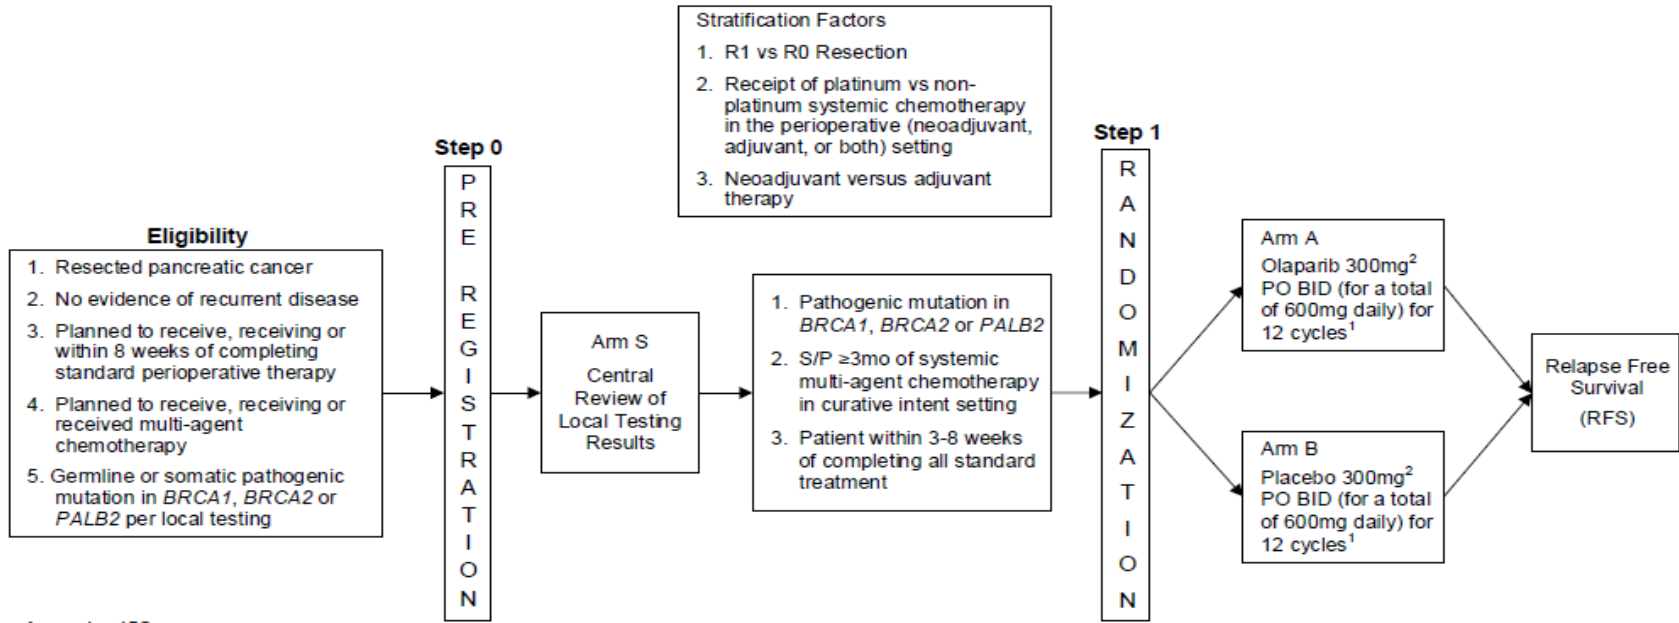 Stratification Factors
1. R1 vs R0 Resection
2. Receipt of platinum vs non-
platinum systemic chemotherapy
in the perioperative (neoadjuvant,
adjuvant, or both) setting
3. Neoadjuvant versus adjuvant
therapy
Eligibility
1. Resected pancreatic cancer
2. No evidence of recurrent disease
3. Planned to receive, receiving or
within 8 weeks of completing
standard perioperative therapy
4. Planned to receive, receiving or
received multi-agent
chemotherapy
5. Germline or somatic pathogenic
mutation in BRCA1, BRCA2 or
PALB2 per local testing
Step 0
PRE REGISTRATION
Arm S
Central
Review of
Local Testing
Results
1. Pathogenic mutation in
BRCA1, BRCA2 or PALB2
2. S/P ≥3mo of systemic
multi-agent chemotherapy
in curative intent setting
3. Patient within 3-8 weeks
of completing all standard
treatment
Step 1
RANDOMIZATION
Arm A
Olaparib 300mg²
PO BID (for a total
of 600mg daily) for
12 cycles¹
Arm B
Placebo 300mg²
PO BID (for a total
of 600mg daily) for
12 cycles¹
Relapse Free
Survival
(RFS)